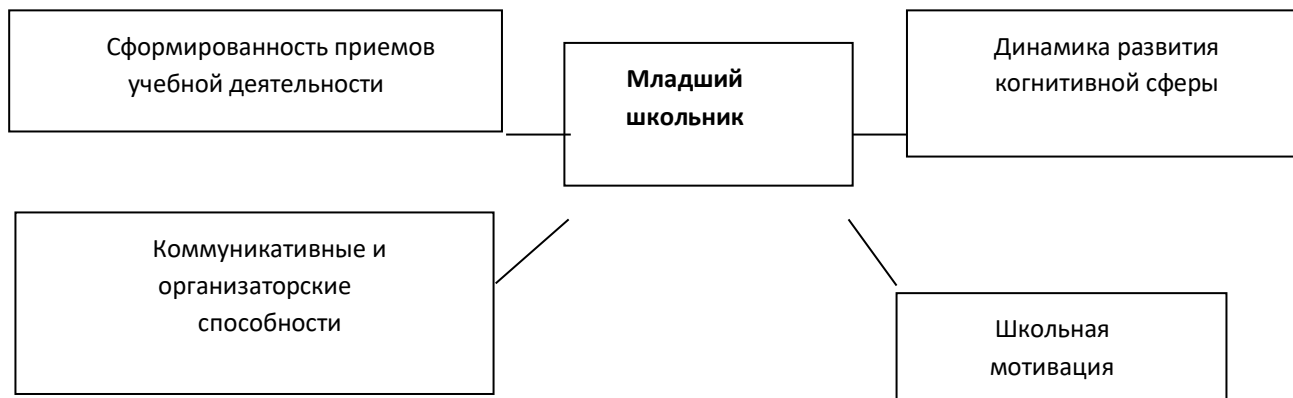 Сформированность приемов
учебной деятельности
Младший
школьник
Динамика развития
когнитивной сферы
Коммуникативные и
организаторские
способности
Школьная
мотивация